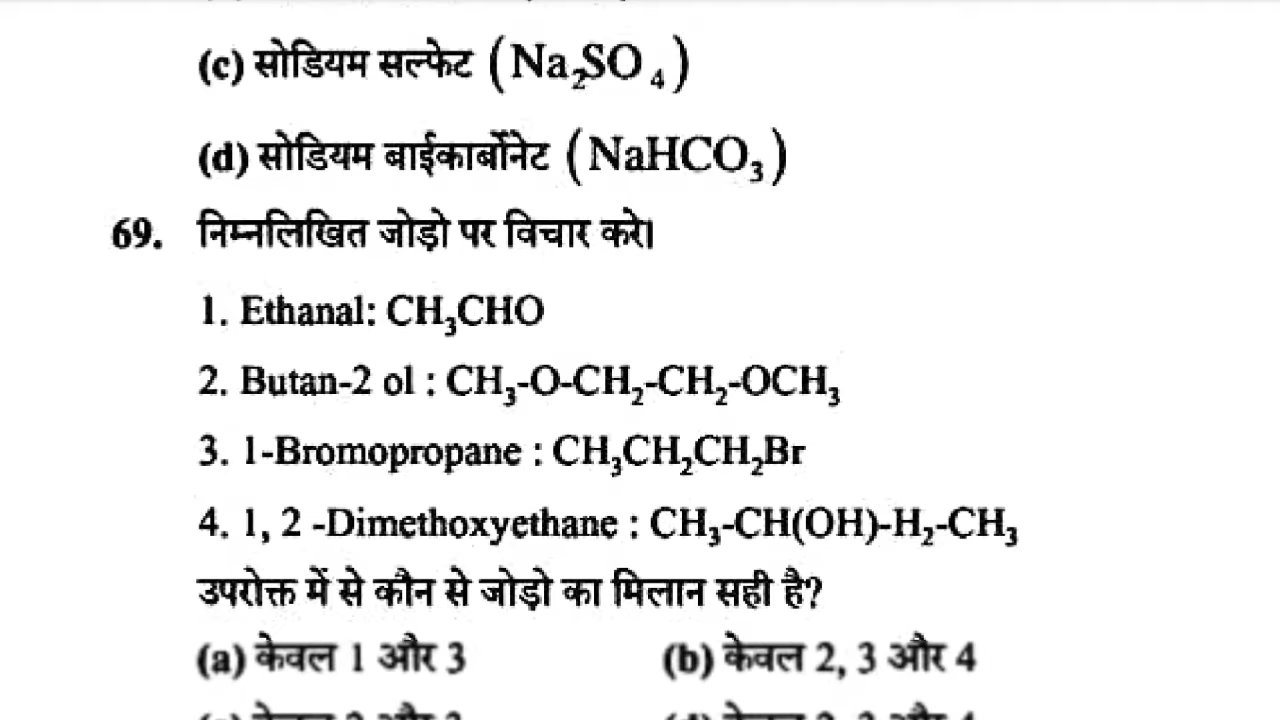 (c) सोडियम सल्फेट (Na₂SO₄)
(d) सोडियम बाईकार्बोनेट (NaHCO₃)
69. निम्नलिखित जोड़ो पर विचार करे।
1. Ethanal: CH₃CHO
2. Butan-2 ol : CH₃-O-CH₂-CH₂-OCH₃
3. 1-Bromopropane : CH₃CH₂CH₂Br
4. 1, 2 -Dimethoxyethane : CH₃-CH(OH)-H₂-CH₃
उपरोक्त में से कौन से जोड़ो का मिलान सही है?
(a) केवल 1 और 3 (b) केवल 2, 3 और 4